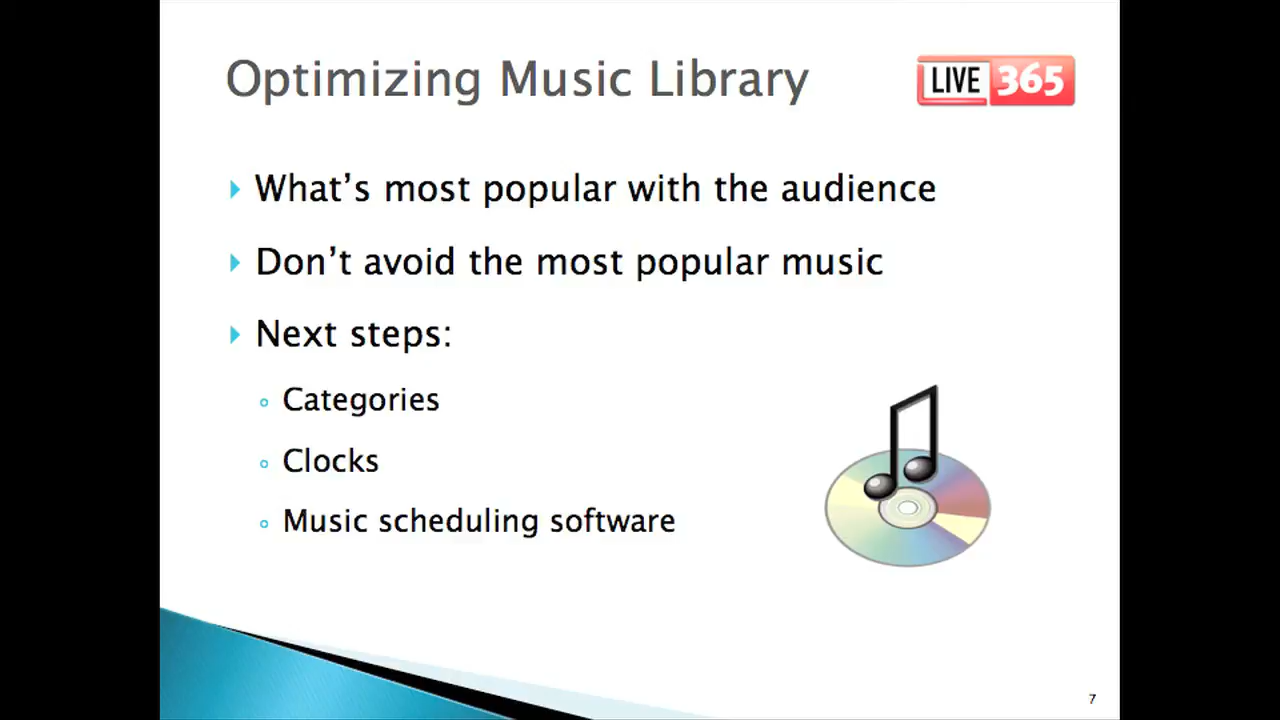 Optimizing Music Library
LIVE 365
What's most popular with the audience
Don't avoid the most popular music
Next steps:
Categories
Clocks
Music scheduling software
7